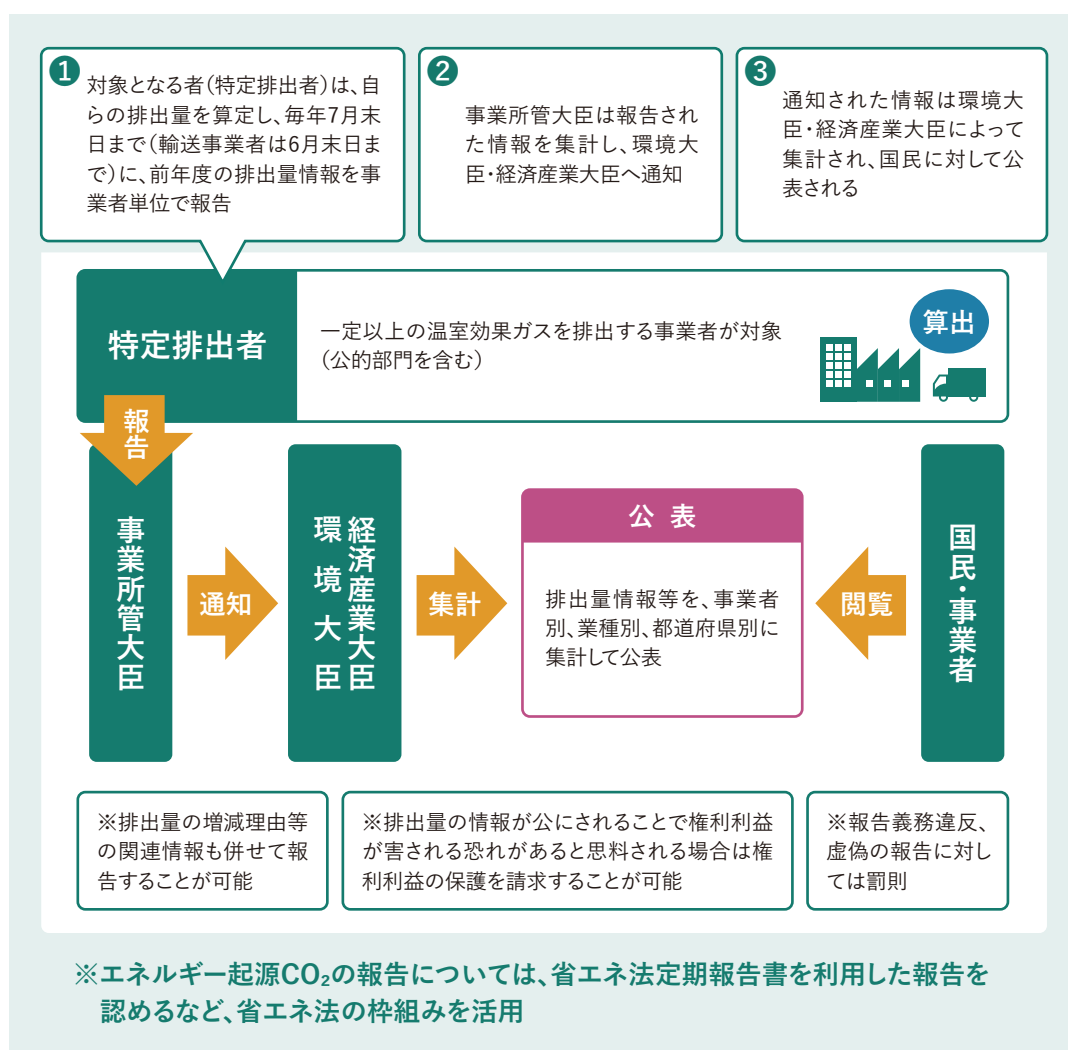 ❶
対象となる者(特定排出者)は、自
らの排出量を算定し、毎年7月末
日まで(輸送事業者は6月末日ま
で)に、前年度の排出量情報を事
業者単位で報告
❷
事業所管大臣は報告され
た情報を集計し、環境大
臣・経済産業大臣へ通知
❸
通知された情報は環境大
臣・経済産業大臣によって
集計され、国民に対して公
表される
特定排出者
一定以上の温室効果ガスを排出する事業者が対象
(公的部門を含む)
算出
報告
事業所管大臣
通知
経済産業大臣
環境大臣
集計
公表
排出量情報等を、事業者
別、業種別、都道府県別に
集計して公表
閲覧
国民・事業者
※排出量の増減理由等
の関連情報も併せて報
告することが可能
※排出量の情報が公にされることで権利利益
が害される恐れがあると思料される場合は権
利利益の保護を請求することが可能
※報告義務違反、
虚偽の報告に対し
ては罰則
※エネルギー起源CO₂の報告については、省エネ法定期報告書を利用した報告を
認めるなど、省エネ法の枠組みを活用